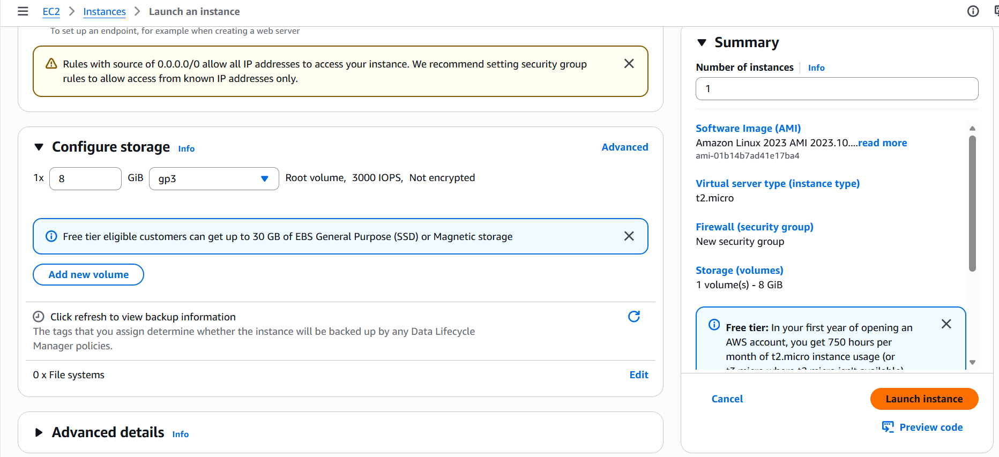 EC2 > Instances > Launch an instance
To set up an endpoint, for example when creating a web server
Rules with source of 0.0.0.0/0 allow all IP addresses to access your instance. We recommend setting security group
rules to allow access from known IP addresses only.
Configure storage Info
Advanced
1x 8 GiB gp3 Root volume, 3000 IOPS, Not encrypted
Free tier eligible customers can get up to 30 GB of EBS General Purpose (SSD) or Magnetic storage
Add new volume
Click refresh to view backup information
The tags that you assign determine whether the instance will be backed up by any Data Lifecycle
Manager policies.
0 x File systems
Edit
Advanced details Info
Summary
Number of instances Info
1
Software Image (AMI)
Amazon Linux 2023 AMI 2023.10....read more
ami-01b14b7ad41e17ba4
Virtual server type (instance type)
t2.micro
Firewall (security group)
New security group
Storage (volumes)
1 volume(s) - 8 GiB
Free tier: In your first year of opening an
AWS account, you get 750 hours per
month of t2.micro instance usage (or
t3.micro where t2.micro isn't available)
Cancel
Launch instance
Preview code